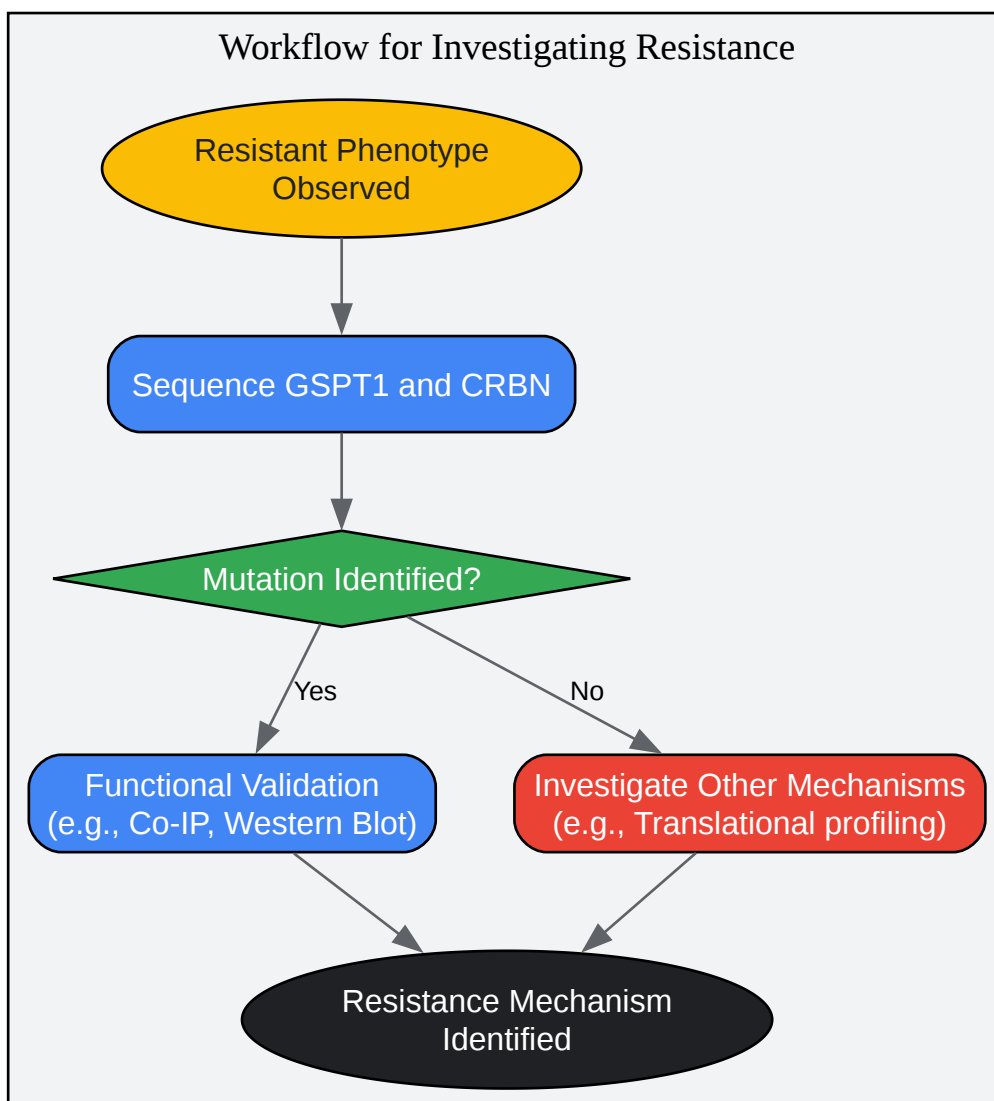 Workflow for Investigating Resistance
Resistant Phenotype
Observed
Sequence GSPT1 and CRBN
Mutation Identified?
Yes
No
Functional Validation
(e.g., Co-IP, Western Blot)
Investigate Other Mechanisms
(e.g., Translational profiling)
Resistance Mechanism
Identified